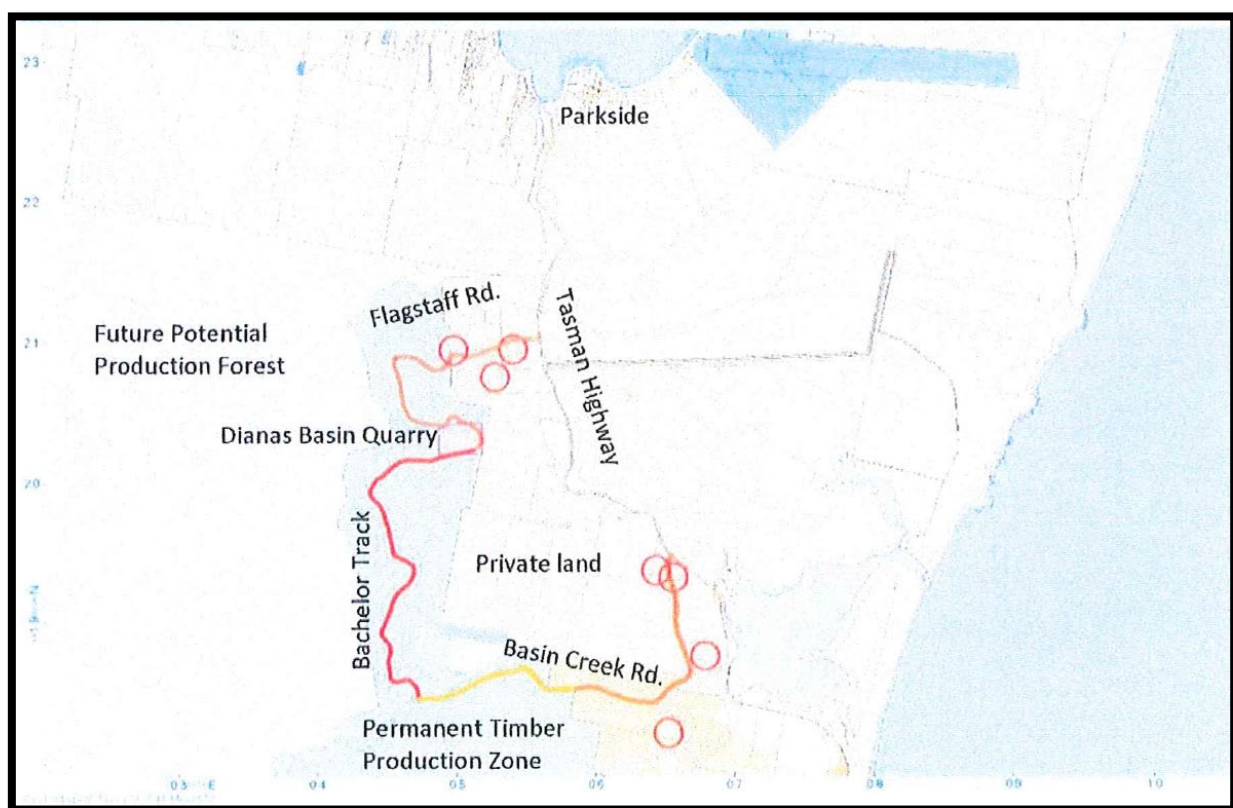 23
Parkside
22
Flagstaff Rd.
Tasman Highway
Future Potential
Production Forest
21
Dianas Basin Quarry
20
Bachelor Track
Private land
Basin Creek Rd.
Permanent Timber
Production Zone
03
E
05
06
07
08
09
10